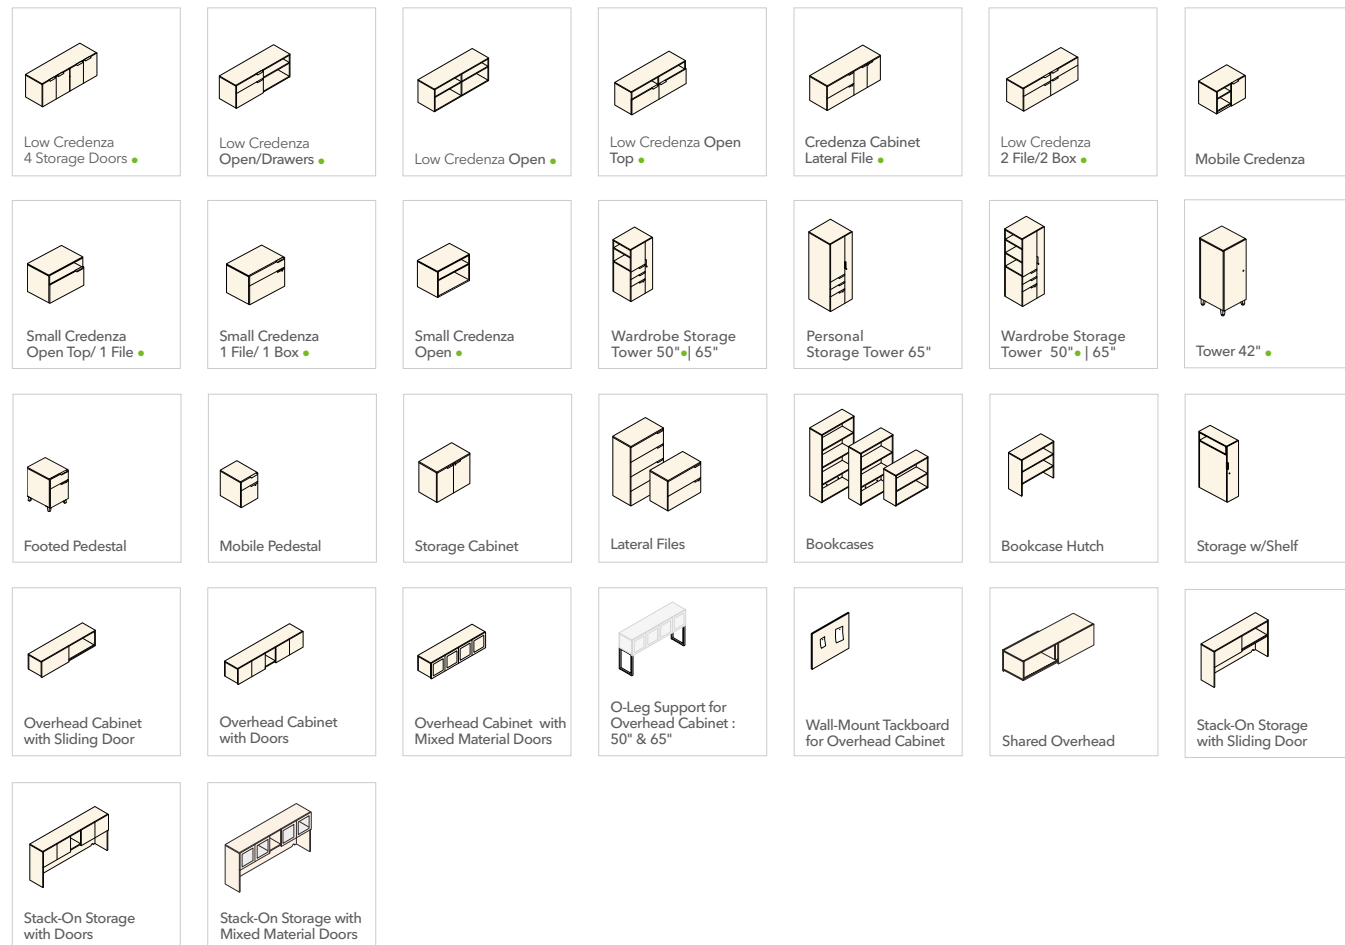 Low Credenza
4 Storage Doors •
Low Credenza
Open/Drawers •
Low Credenza Open •
Low Credenza Open
Top •
Credenza Cabinet
Lateral File •
Low Credenza
2 File/2 Box •
Mobile Credenza
Small Credenza
Open Top/ 1 File •
Small Credenza
1 File/ 1 Box •
Small Credenza
Open •
Wardrobe Storage
Tower 50"•| 65"
Personal
Storage Tower 65"
Wardrobe Storage
Tower  50"• | 65"
Tower 42" •
Footed Pedestal
Mobile Pedestal
Storage Cabinet
Lateral Files
Bookcases
Bookcase Hutch
Storage w/Shelf
Overhead Cabinet
with Sliding Door
Overhead Cabinet
with Doors
Overhead Cabinet  with
Mixed Material Doors
O-Leg Support for
Overhead Cabinet :
50" & 65"
Wall-Mount Tackboard
for Overhead Cabinet
Shared Overhead
Stack-On Storage
with Sliding Door
Stack-On Storage
with Doors
Stack-On Storage with
Mixed Material Doors